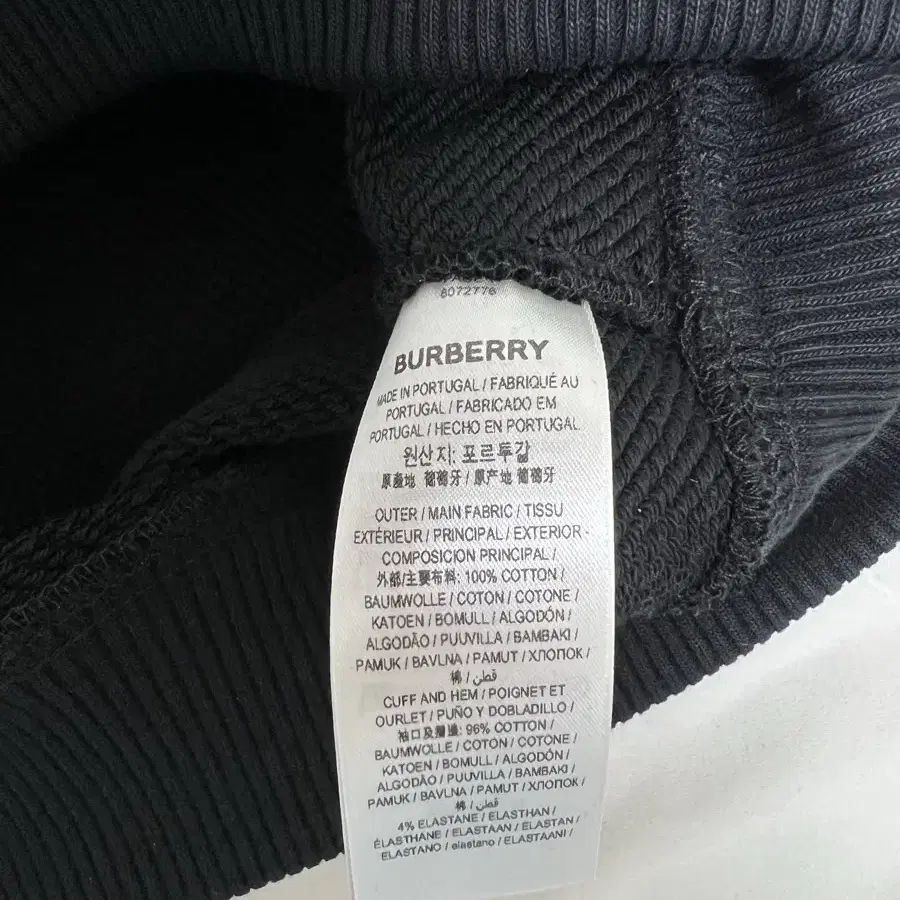 8072776
BURBERRY
MADE IN PORTUGAL / FABRIQUÉ AU
PORTUGAL / FABRICADO EM
PORTUGAL / HECHO EN PORTUGAL
원산지: 포르투갈
原產地 葡萄牙 / 原产地 葡萄牙
OUTER / MAIN FABRIC / TISSU
EXTÉRIEUR / PRINCIPAL / EXTERIOR -
COMPOSICION PRINCIPAL /
外部/主要布料: 100% COTTON /
BAUMWOLLE / COTON / COTONE /
KATOEN / BOMULL / ALGODÓN /
ALGODÃO / PUUVILLA / ΒΑΜΒΑΚΙ /
PAMUK / BAVLNA / PAMUT / ХЛОПОК /
棉 / قطن
CUFF AND HEM / POIGNET ET
OURLET / PUÑO Y DOBLADILLO /
袖口及層邊: 96% COTTON /
BAUMWOLLE / COTON / COTONE /
KATOEN / BOMULL / ALGODÓN /
ALGODÃO / PUUVILLA / ΒΑΜΒΑΚΙ /
PAMUK / BAVLNA / PAMUT / ХЛОПОК /
棉 / قطن
4% ELASTANE / ELASTHAN /
ÉLASTHANE / ELASTAAN / ELASTAN /
ELASTANO / elastano / ELASTAANI /